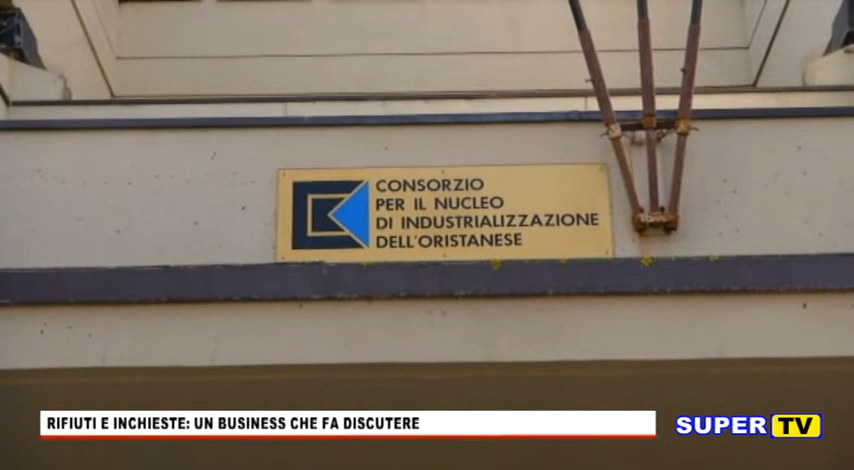 CONSORZIO
PER IL NUCLEO
DI INDUSTRIALIZZAZIONE
DELL'ORISTANESE
RIFIUTI E INCHIESTE: UN BUSINESS CHE FA DISCUTERE
SUPER TV